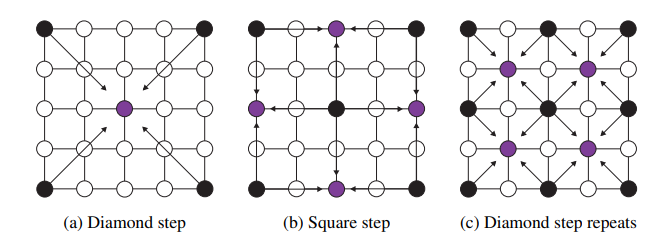 (a) Diamond step
(b) Square step
(c) Diamond step repeats